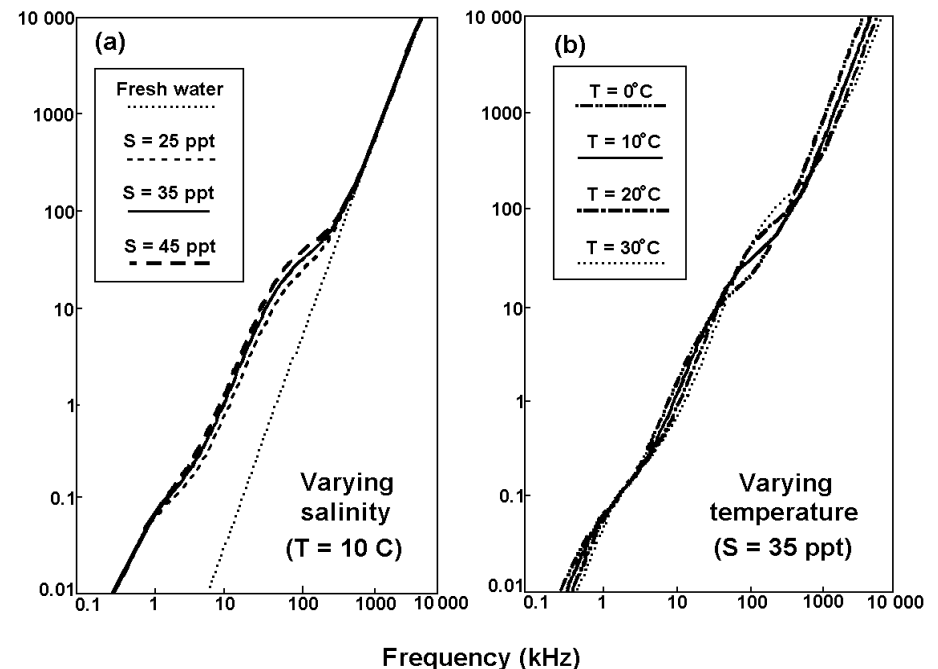 10 000
1000
100
10
1
0.1
0.01
(a)
Fresh water
S = 25 ppt
S = 35 ppt
S = 45 ppt
Varying
salinity
(T = 10 C)
0.1
1
10
100
1000
10 000
10 000
1000
100
10
1
0.1
0.01
(b)
T = 0°C
T = 10°C
T = 20°C
T = 30°C
Varying
temperature
(S = 35 ppt)
0.1
1
10
100
1000
10 000
Frequency (kHz)